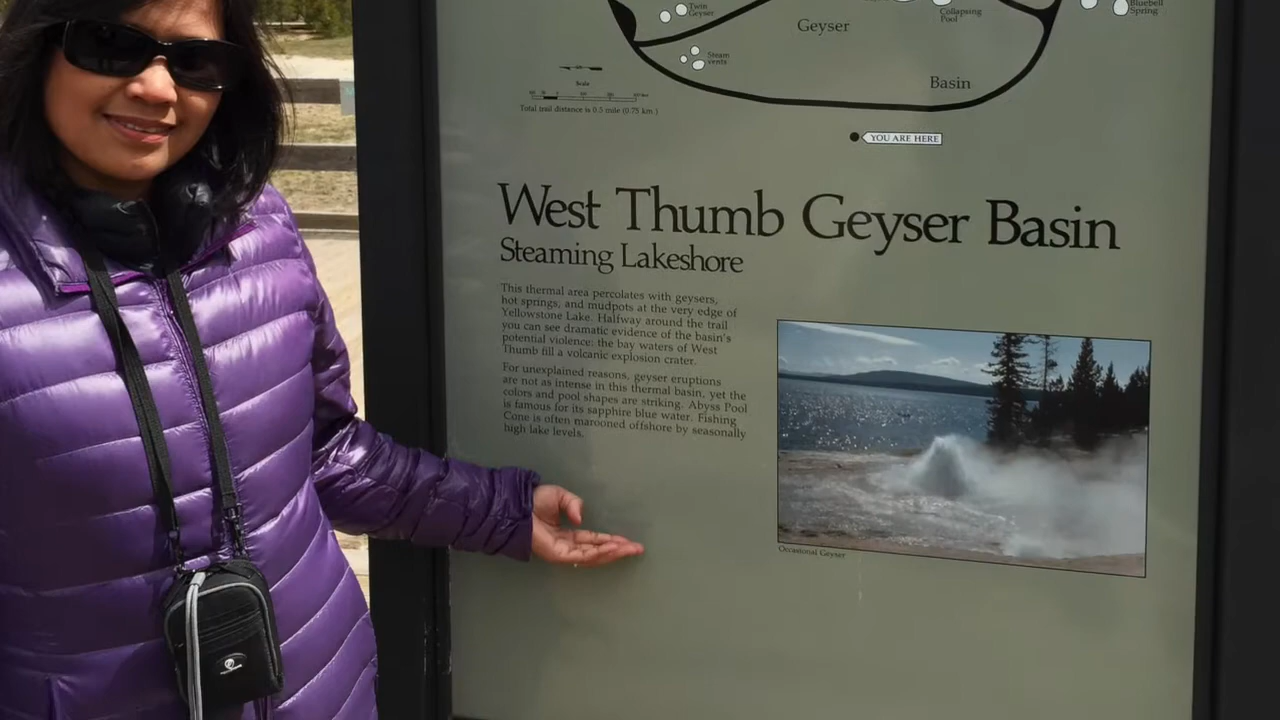 Twin
Geyser
Collapsing
Pool
Bluebell
Spring
Geyser
Steam
vents
Basin
Scale
Total trail distance is 0.5 mile (0.75 km.)
YOU ARE HERE
West Thumb Geyser Basin
Steaming Lakeshore
This thermal area percolates with geysers,
hot springs, and mudpots at the very edge of
Yellowstone Lake. Halfway around the trail
you can see dramatic evidence of the basin's
potential violence: the bay waters of West
Thumb fill a volcanic explosion crater.
For unexplained reasons, geyser eruptions
are not as intense in this thermal basin, yet the
colors and pool shapes are striking. Abyss Pool
is famous for its sapphire blue water. Fishing
Cone is often marooned offshore by seasonally
high lake levels.
Occasional Geyser